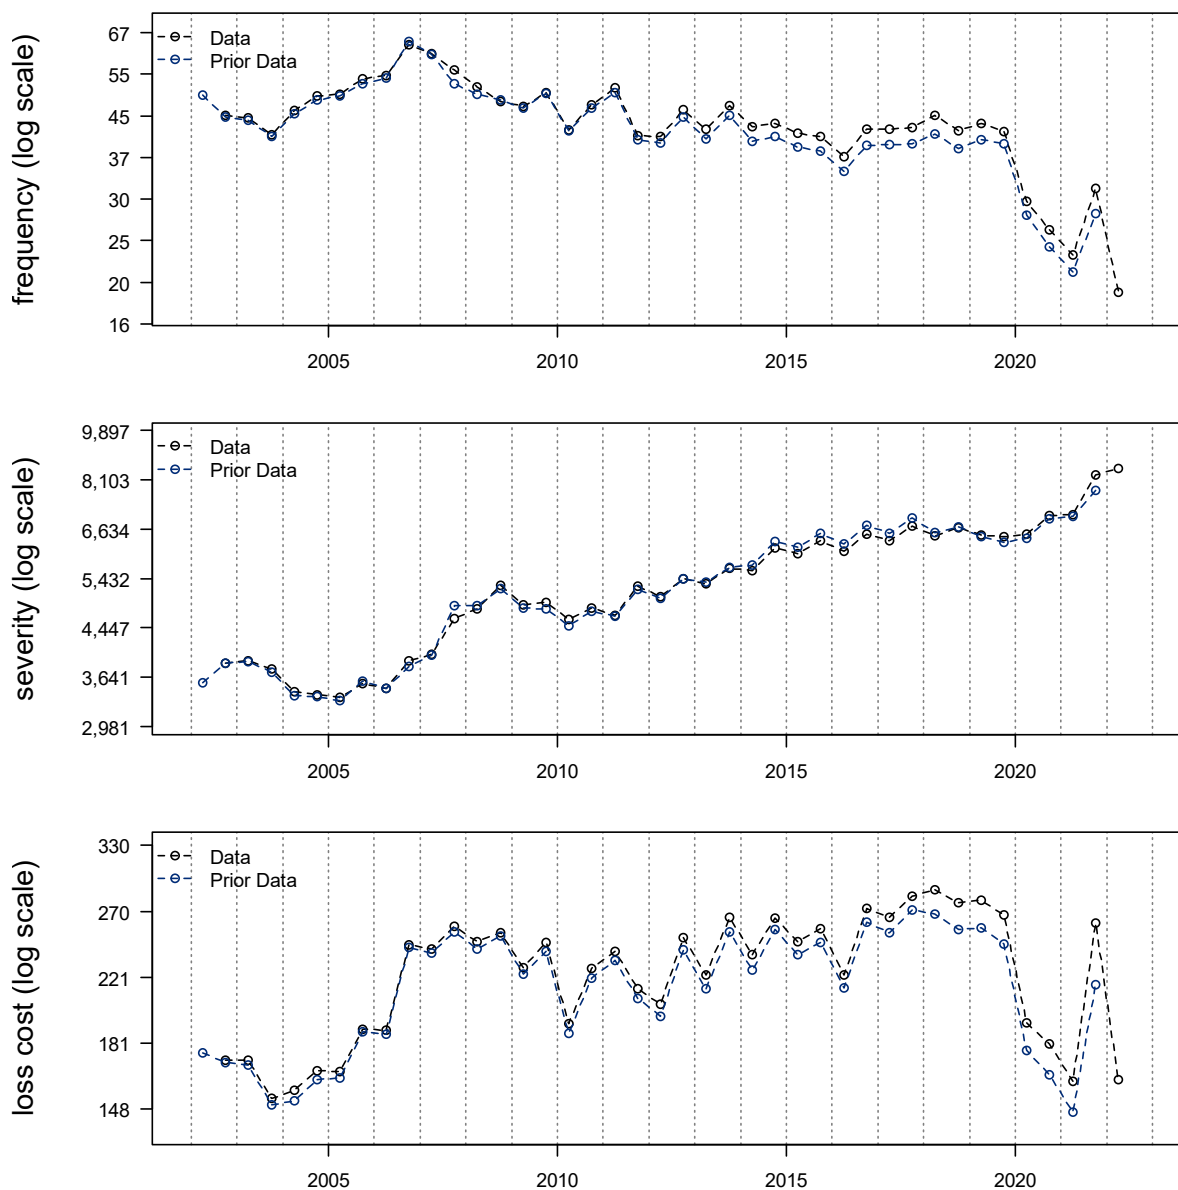 frequency (log scale)
67
55
45
37
30
25
20
16
Data
Prior Data
2005 2010 2015 2020
severity (log scale)
9,897
8,103
6,634
5,432
4,447
3,641
2,981
Data
Prior Data
2005 2010 2015 2020
loss cost (log scale)
330
270
221
181
148
Data
Prior Data
2005 2010 2015 2020